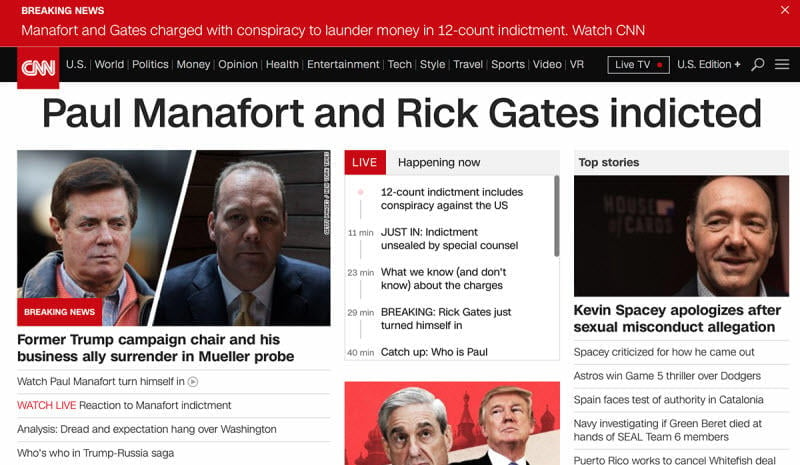 BREAKING NEWS
Manafort and Gates charged with conspiracy to launder money in 12-count indictment. Watch CNN
CNN
U.S. | World | Politics | Money | Opinion | Health | Entertainment | Tech | Style | Travel | Sports | Video | VR
Live TV
U.S. Edition +
Paul Manafort and Rick Gates indicted
BREAKING NEWS
Former Trump campaign chair and his
business ally surrender in Mueller probe
Watch Paul Manafort turn himself in
WATCH LIVE Reaction to Manafort indictment
Analysis: Dread and expectation hang over Washington
Who's who in Trump-Russia saga
LIVE Happening now
12-count indictment includes
conspiracy against the US
11 min JUST IN: Indictment
unsealed by special counsel
23 min What we know (and don't
know) about the charges
29 min BREAKING: Rick Gates just
turned himself in
40 min Catch up: Who is Paul
Top stories
HOUSE
of CARDS
Kevin Spacey apologizes after
sexual misconduct allegation
Spacey criticized for how he came out
Astros win Game 5 thriller over Dodgers
Spain faces test of authority in Catalonia
Navy investigating if Green Beret died at
hands of SEAL Team 6 members
Puerto Rico works to cancel Whitefish deal